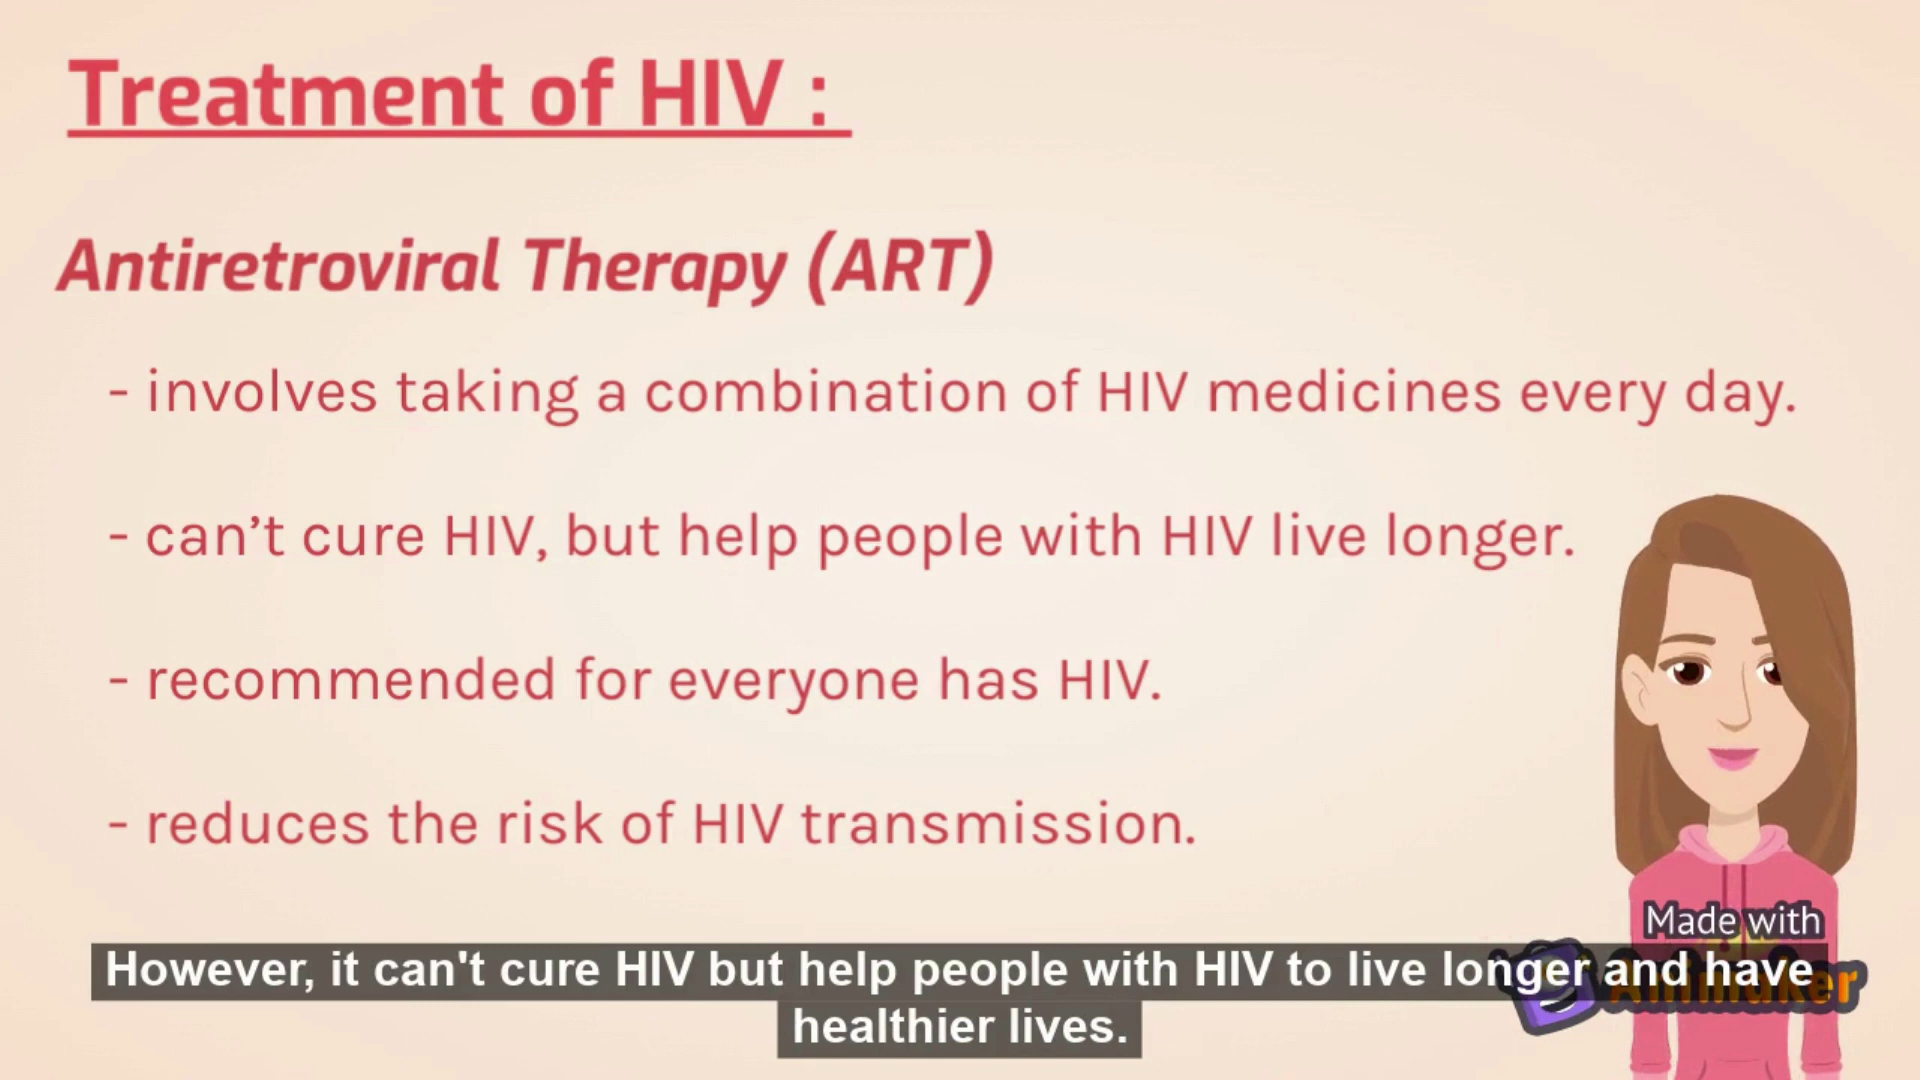 Treatment of HIV :
Antiretroviral Therapy (ART)
- involves taking a combination of HIV medicines every day.
- can’t cure HIV, but help people with HIV live longer.
- recommended for everyone has HIV.
- reduces the risk of HIV transmission.
Made with
Animaker
However, it can't cure HIV but help people with HIV to live longer and have
healthier lives.